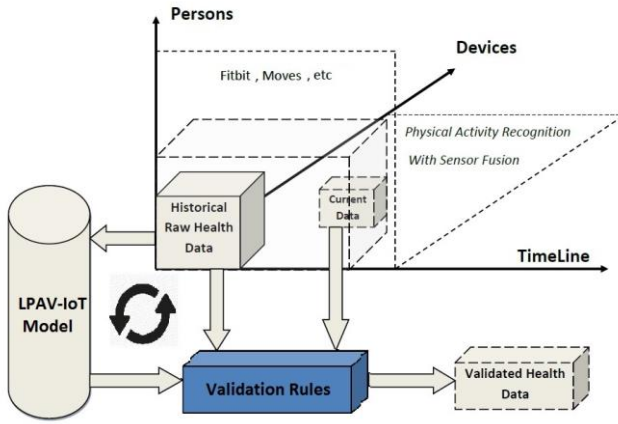 Persons
Devices
Fitbit , Moves , etc
Physical Activity Recognition
With Sensor Fusion
Historical
Raw Health
Data
Current
Data
TimeLine
LPAV-IoT
Model
Validation Rules
Validated Health
Data